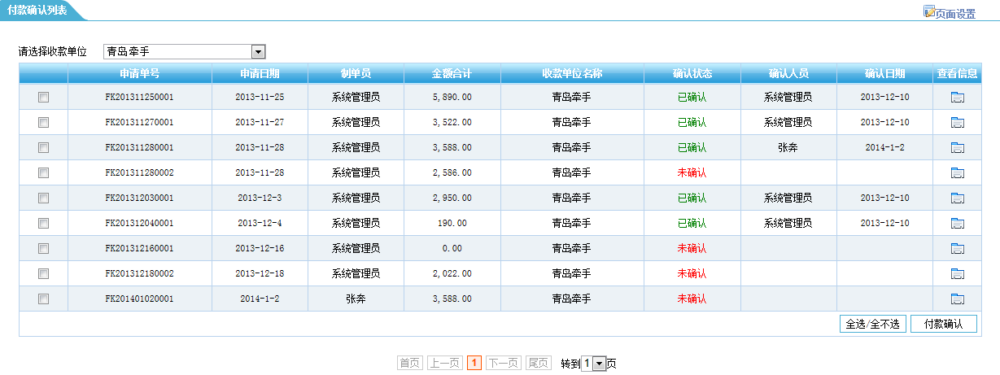 付款确认列表
页面设置
请选择收款单位 青岛牵手
申请单号 申请日期 制单员 金额合计 收款单位名称 确认状态 确认人员 确认日期 查看信息
FK201311250001 2013-11-25 系统管理员 5,890.00 青岛牵手 已确认 系统管理员 2013-12-10
FK201311270001 2013-11-27 系统管理员 3,522.00 青岛牵手 已确认 系统管理员 2013-12-10
FK201311280001 2013-11-28 系统管理员 3,588.00 青岛牵手 已确认 张奔 2014-1-2
FK201311280002 2013-11-28 系统管理员 2,586.00 青岛牵手 未确认
FK201312030001 2013-12-3 系统管理员 2,950.00 青岛牵手 已确认 系统管理员 2013-12-10
FK201312040001 2013-12-4 系统管理员 190.00 青岛牵手 已确认 系统管理员 2013-12-10
FK201312160001 2013-12-16 系统管理员 0.00 青岛牵手 未确认
FK201312180002 2013-12-18 系统管理员 2,022.00 青岛牵手 未确认
FK201401020001 2014-1-2 张奔 3,588.00 青岛牵手 未确认
全选/全不选 付款确认
首页 上一页 1 下一页 尾页 转到 1 页